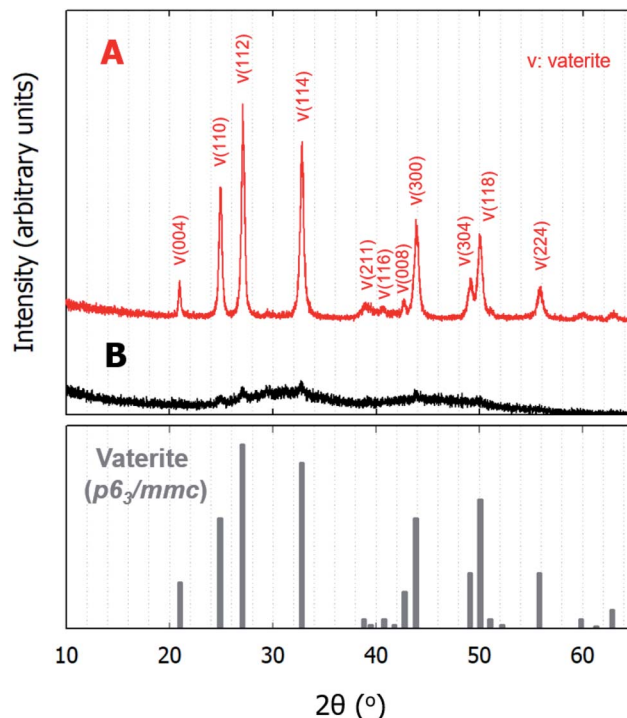 A
v: vaterite
v(004)
v(110)
v(112)
v(114)
v(211)
v(116)
v(008)
v(300)
v(304)
v(118)
v(224)
B
Intensity (arbitrary units)
Vaterite
(p6₃/mmc)
10 20 30 40 50 60
2θ (°)